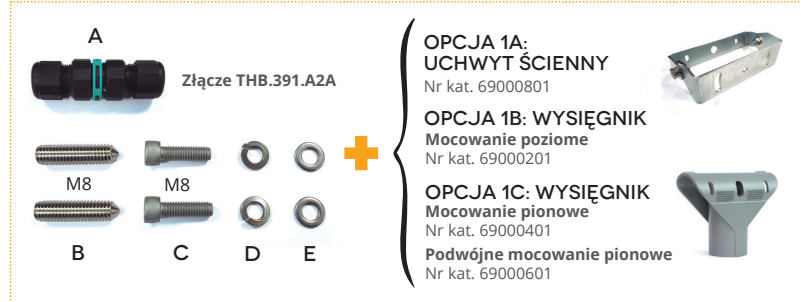 A
Złącze THB.391.A2A
M8
M8
B
C
D
E
OPCJA 1A:
UCHWYT ŚCIENNY
Nr kat. 69000801
OPCJA 1B: WYSIĘGNIK
Mocowanie poziome
Nr kat. 69000201
OPCJA 1C: WYSIĘGNIK
Mocowanie pionowe
Nr kat. 69000401
Podwójne mocowanie pionowe
Nr kat. 69000601